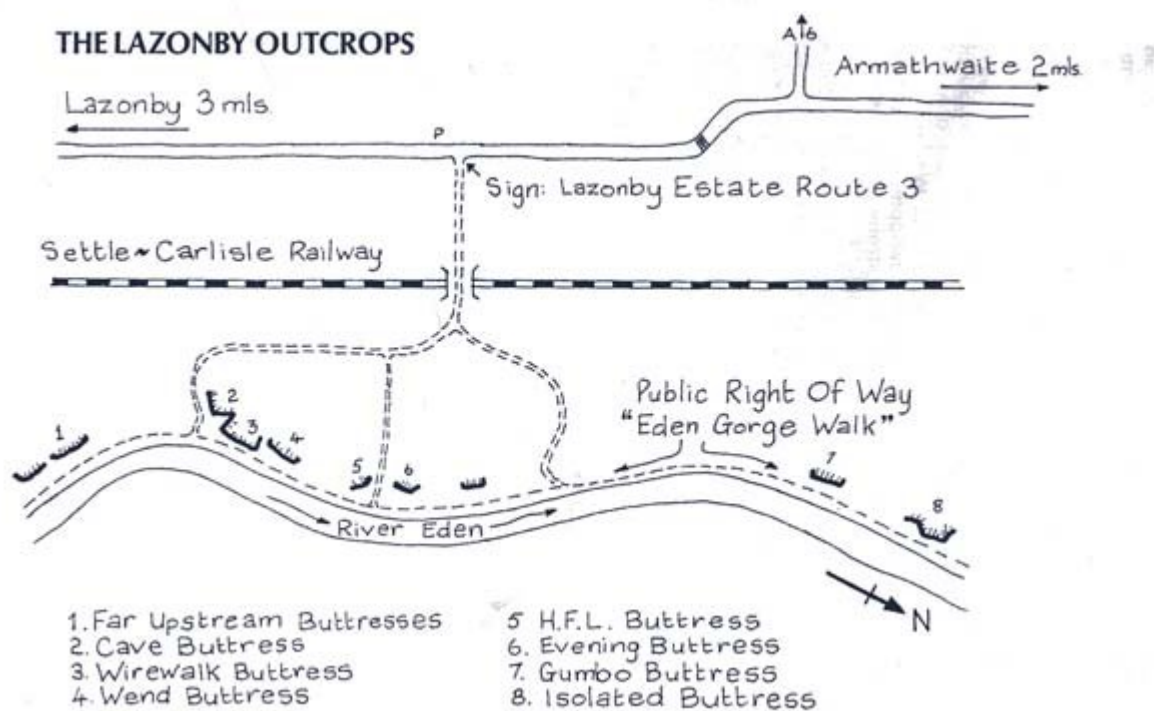 THE LAZONBY OUTCROPS
A6
Armathwaite 2 mls.
Lazonby 3 mls.
P
Sign: Lazonby Estate Route 3
Settle~Carlisle Railway
Public Right Of Way
"Eden Gorge Walk"
1
2
3
4
5
6
7
8
River Eden
N
1. Far Upstream Buttresses
2. Cave Buttress
3. Wirewalk Buttress
4. Wend Buttress
5 H.F.L. Buttress
6. Evening Buttress
7. Gumbo Buttress
8. Isolated Buttress